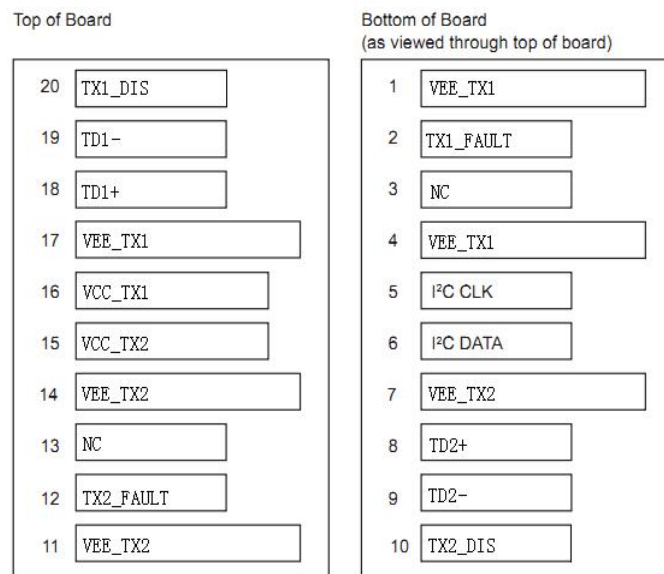 Top of Board
20 TX1_DIS
19 TD1-
18 TD1+
17 VEE_TX1
16 VCC_TX1
15 VCC_TX2
14 VEE_TX2
13 NC
12 TX2_FAULT
11 VEE_TX2
Bottom of Board
(as viewed through top of board)
1 VEE_TX1
2 TX1_FAULT
3 NC
4 VEE_TX1
5 I²C CLK
6 I²C DATA
7 VEE_TX2
8 TD2+
9 TD2-
10 TX2_DIS